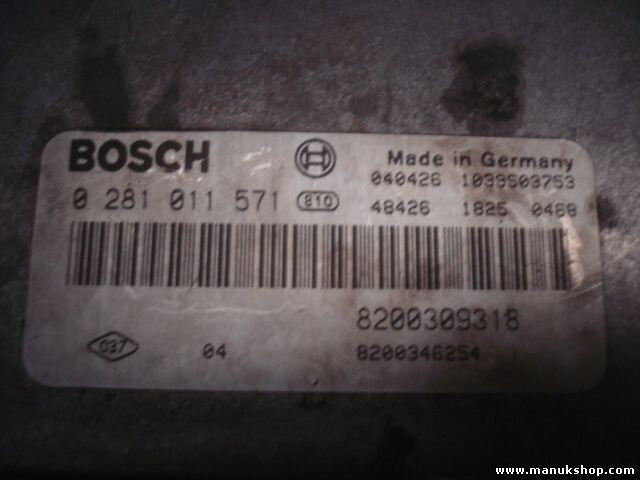 BOSCH
Made in Germany
040426 1039S03753
0 281 011 571 810
48426 1825 0468
8200309318
037 04 8200346254
www.manukshop.com